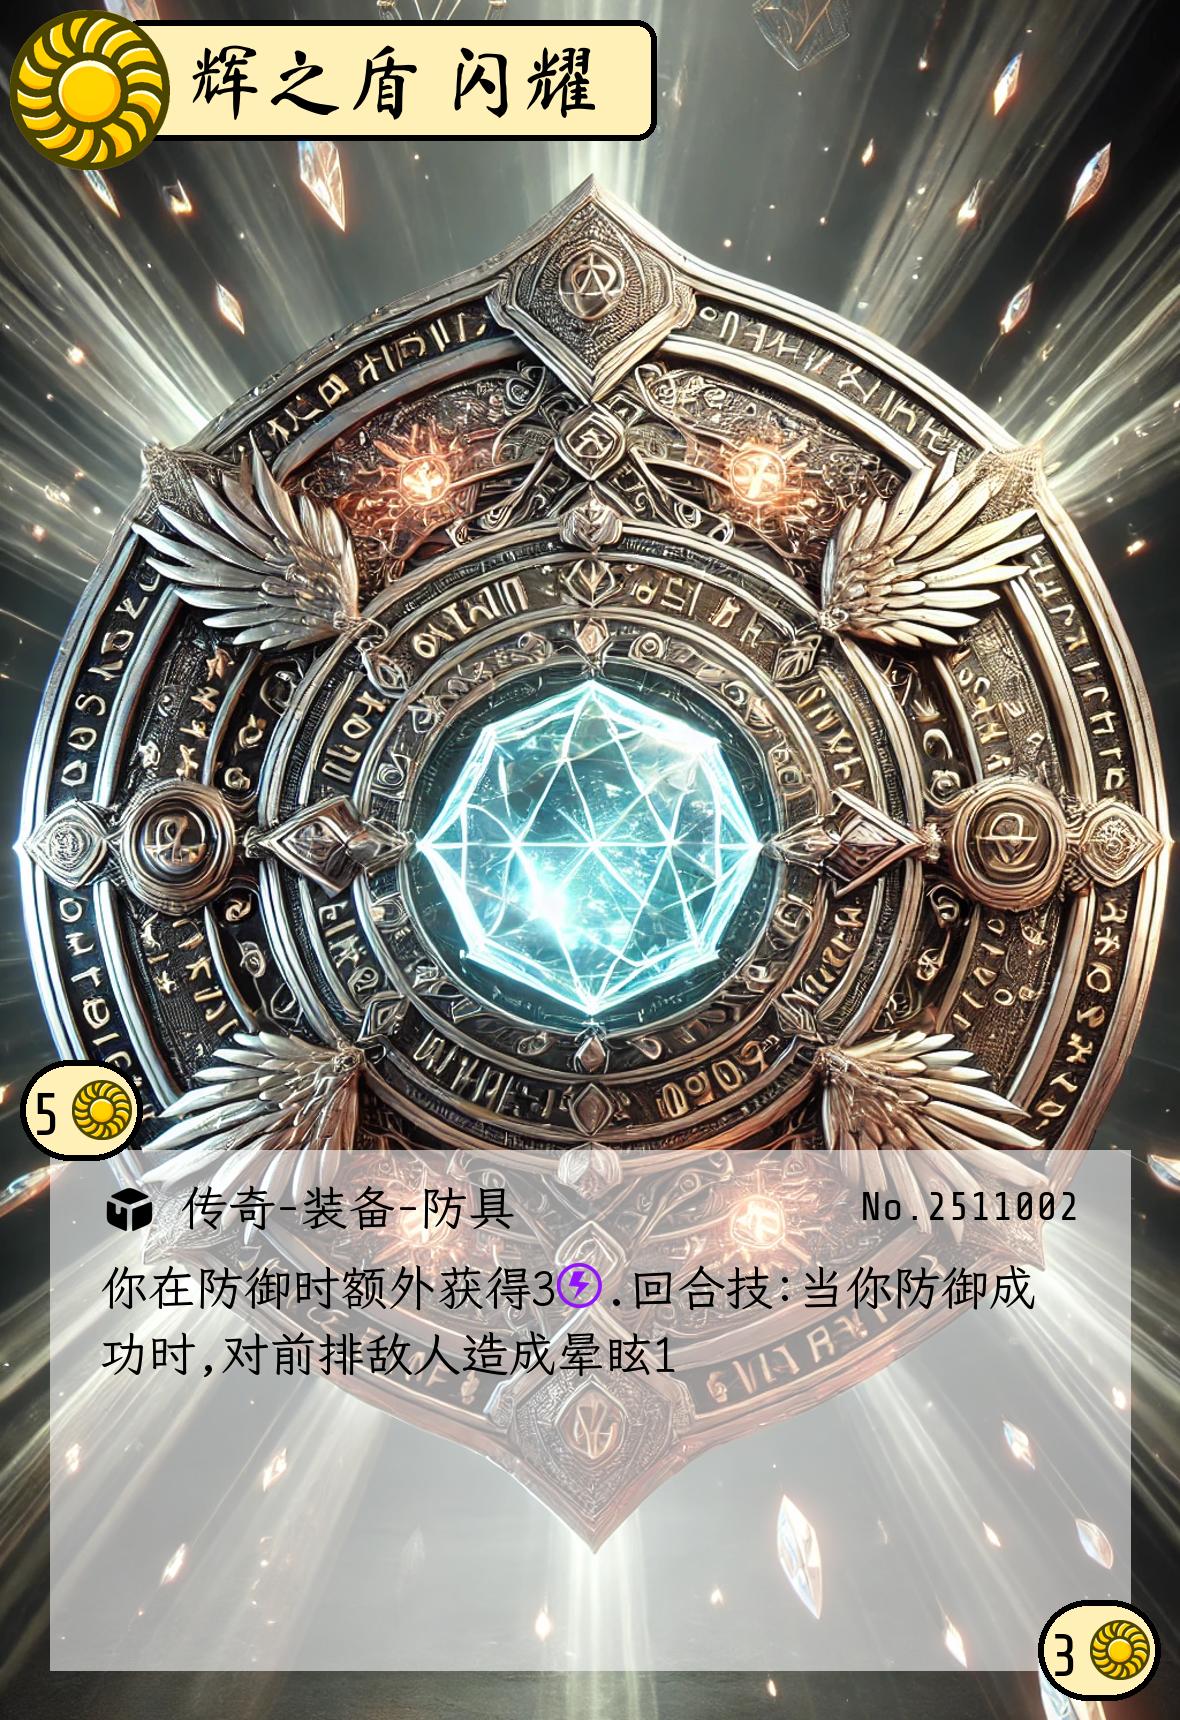 辉之盾 闪耀
5
传奇-装备-防具 No.2511002
你在防御时额外获得3.回合技:当你防御成
功时,对前排敌人造成晕眩1
3